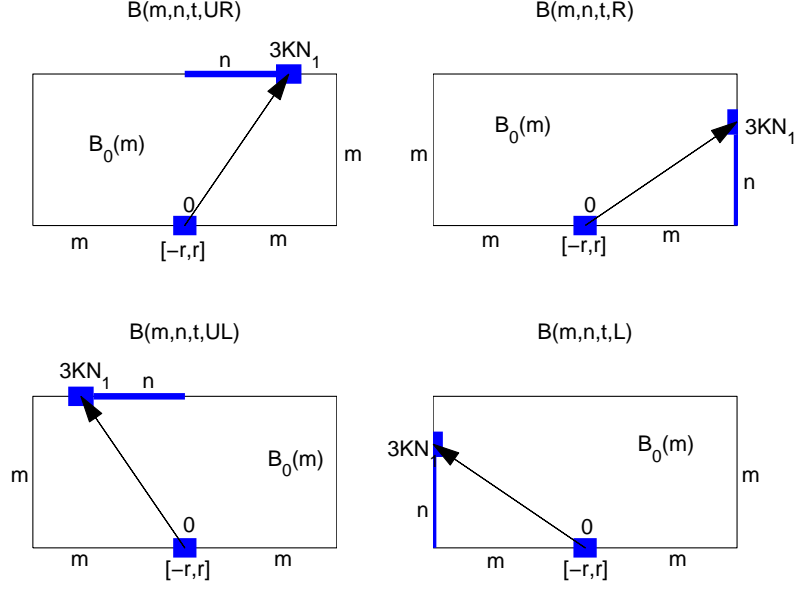 B(m,n,t,UR)
n
3KN₁
B₀(m)
m
0
m
m
[−r,r]
B(m,n,t,R)
B₀(m)
3KN₁
m
n
0
m
m
[−r,r]
B(m,n,t,UL)
3KN₁
n
B₀(m)
m
0
m
m
[−r,r]
B(m,n,t,L)
B₀(m)
3KN₁
m
n
0
m
m
[−r,r]